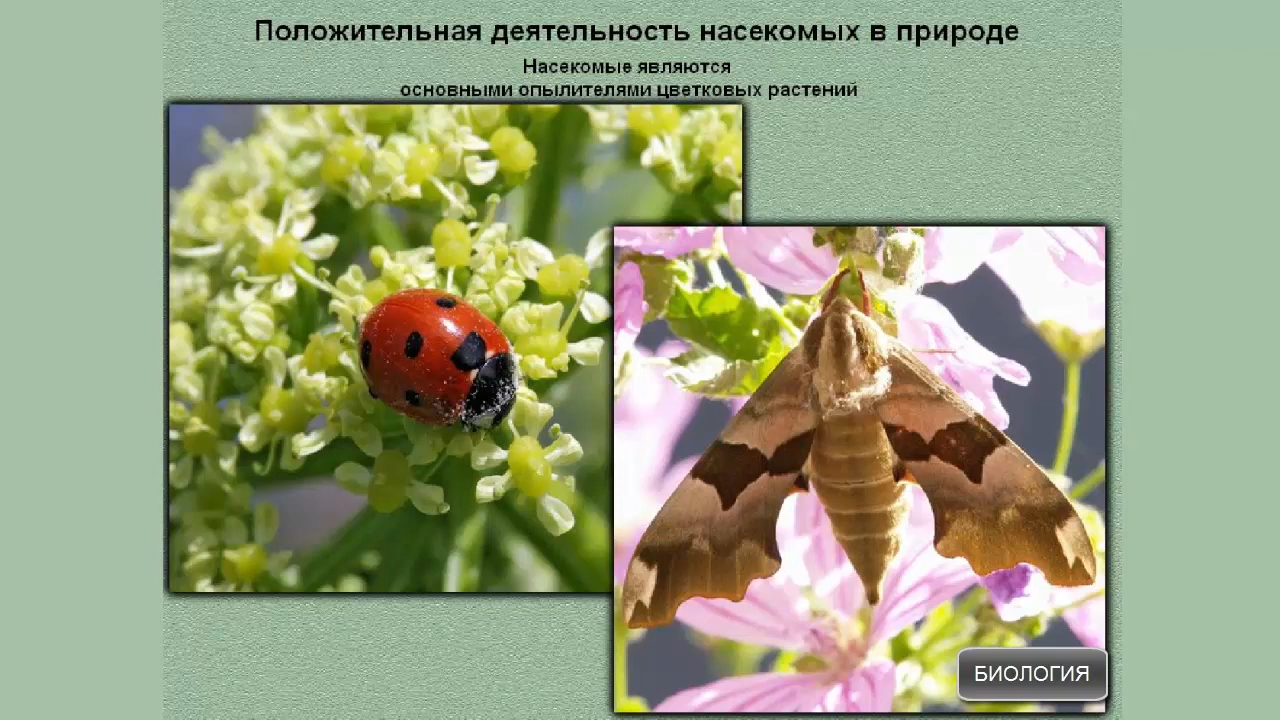 Положительная деятельность насекомых в природе
Насекомые являются
основными опылителями цветковых растений
БИОЛОГИЯ